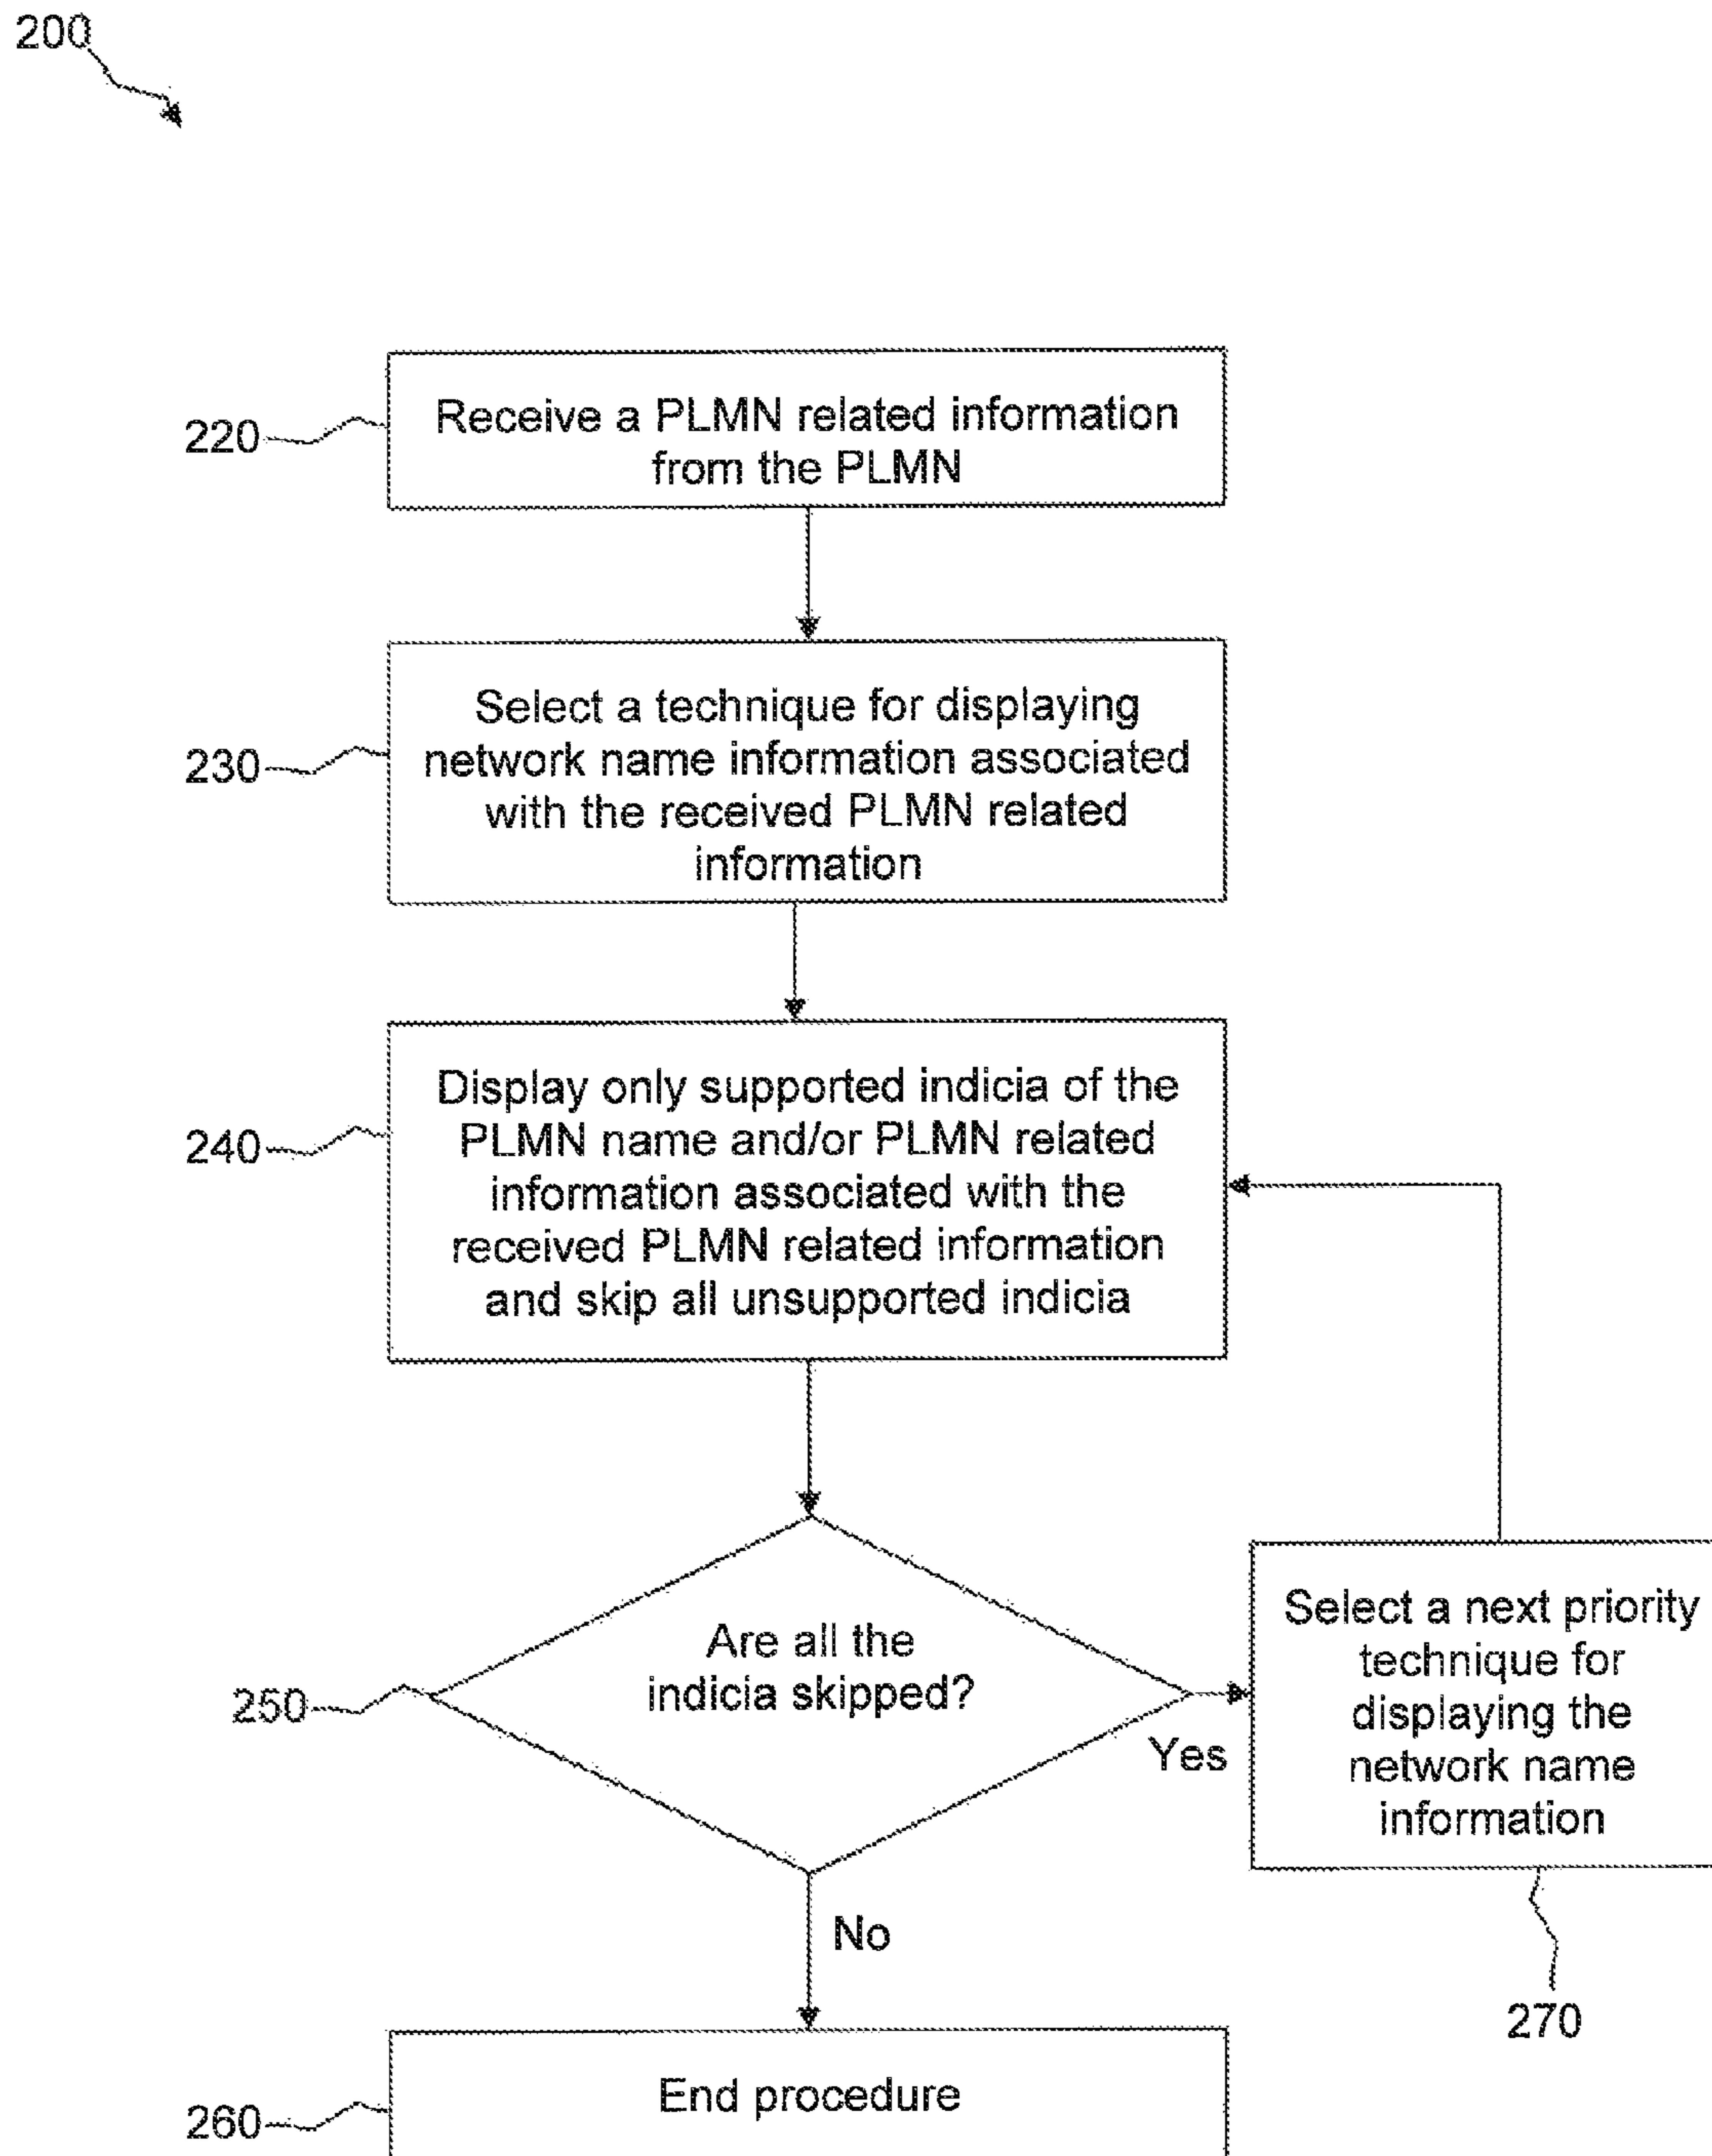 200
220
Receive a PLMN related information
from the PLMN
230
Select a technique for displaying
network name information associated
with the received PLMN related
information
240
Display only supported indicia of the
PLMN name and/or PLMN related
information associated with the
received PLMN related information
and skip all unsupported indicia
250
Are all the
indicia skipped?
Yes
Select a next priority
technique for
displaying the
network name
information
270
No
260
End procedure